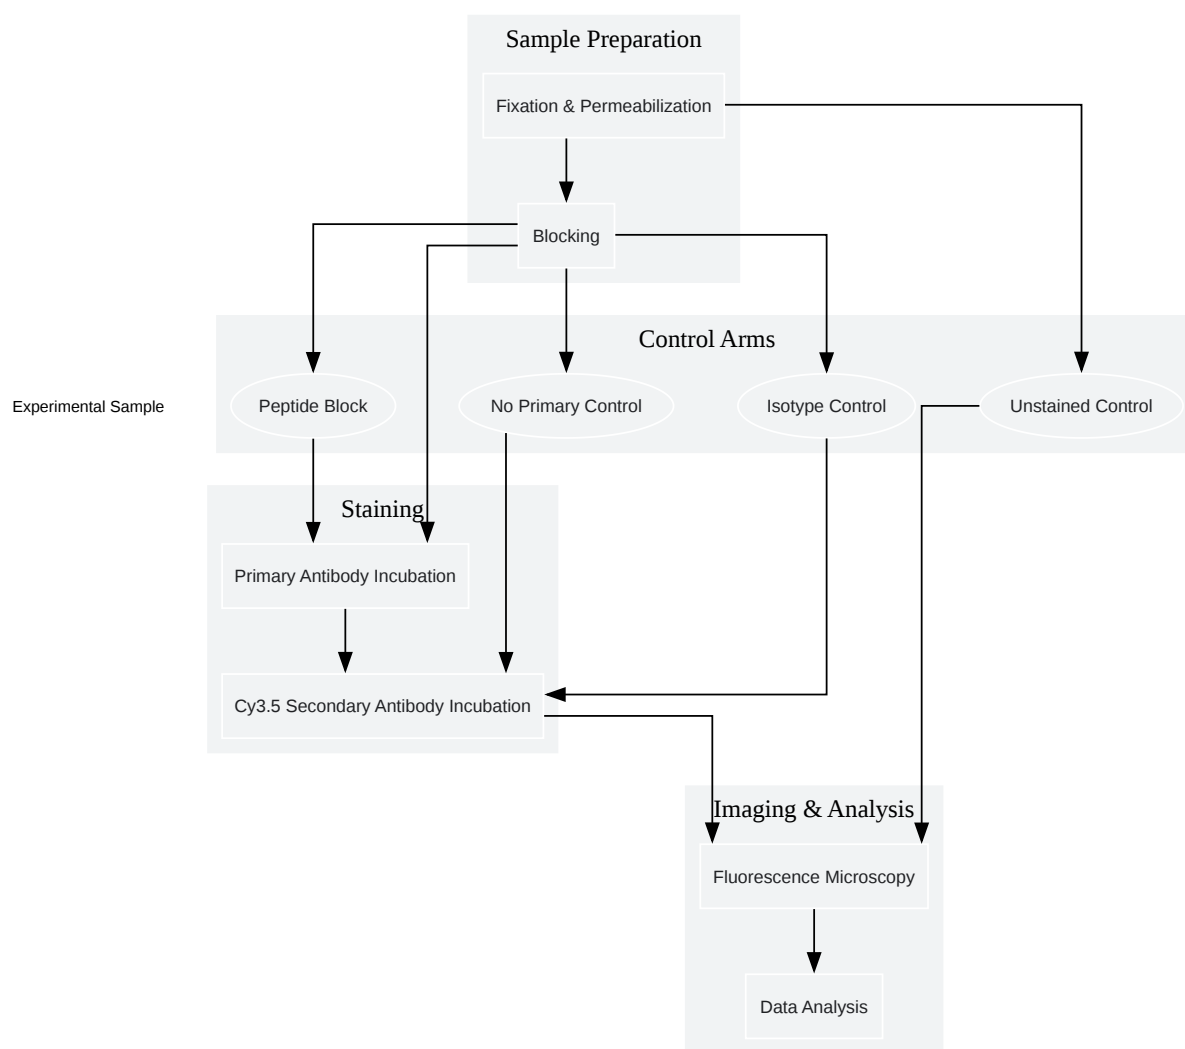 Sample Preparation
Fixation & Permeabilization
Blocking
Control Arms
Experimental Sample
Peptide Block
No Primary Control
Isotype Control
Unstained Control
Staining
Primary Antibody Incubation
Cy3.5 Secondary Antibody Incubation
Imaging & Analysis
Fluorescence Microscopy
Data Analysis